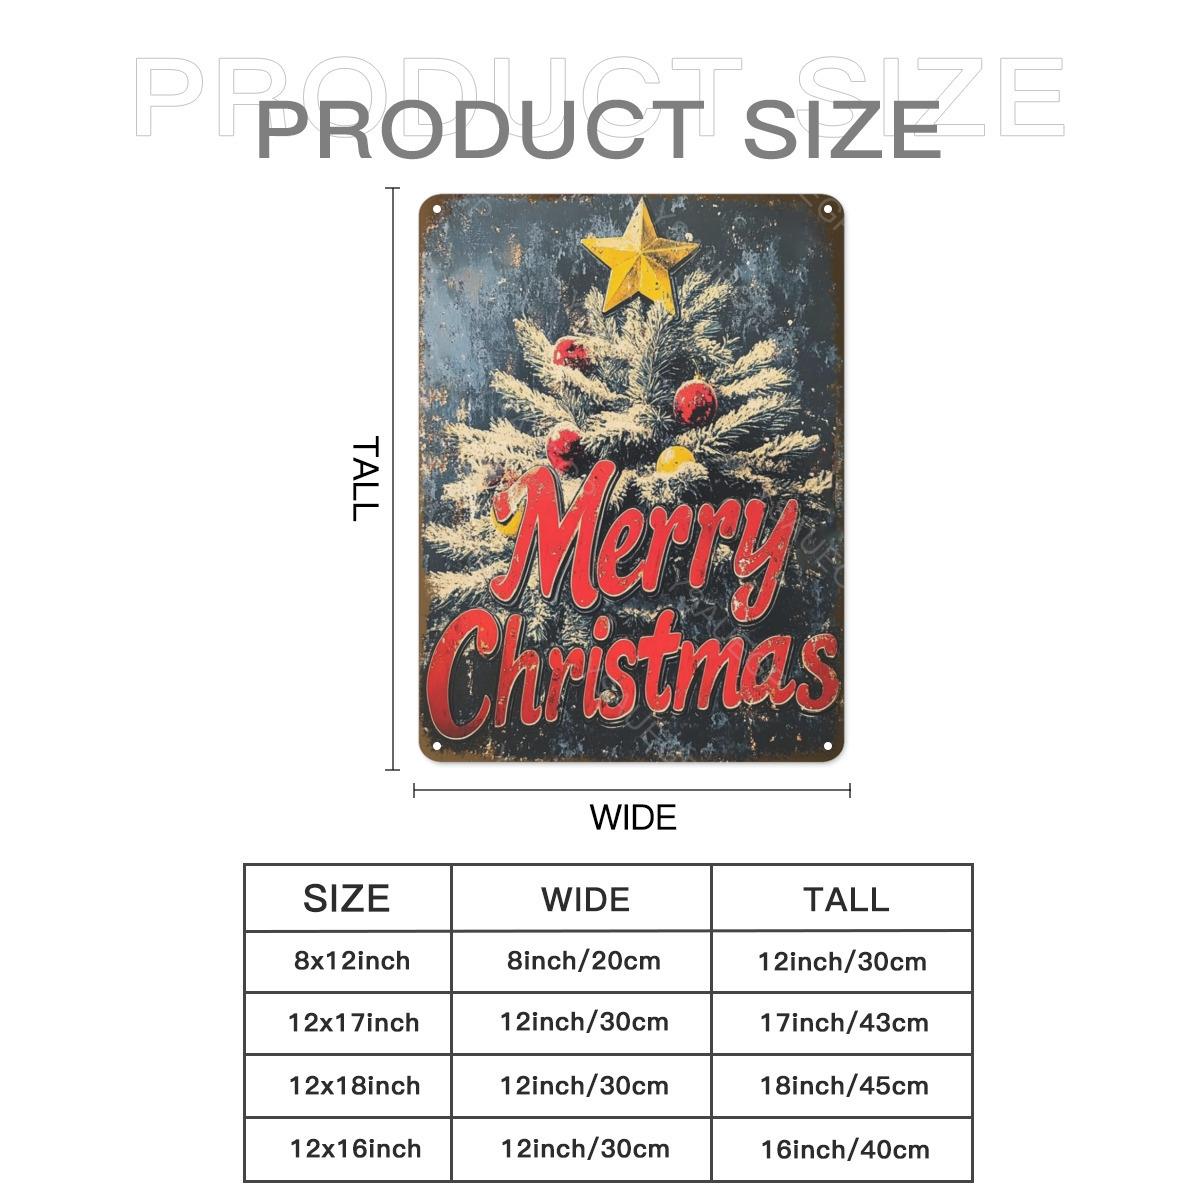 PRODUCT SIZE
PRODUCT SIZE
TALL
Merry
Christmas
WIDE
SIZE WIDE TALL
8x12inch 8inch/20cm 12inch/30cm
12x17inch 12inch/30cm 17inch/43cm
12x18inch 12inch/30cm 18inch/45cm
12x16inch 12inch/30cm 16inch/40cm